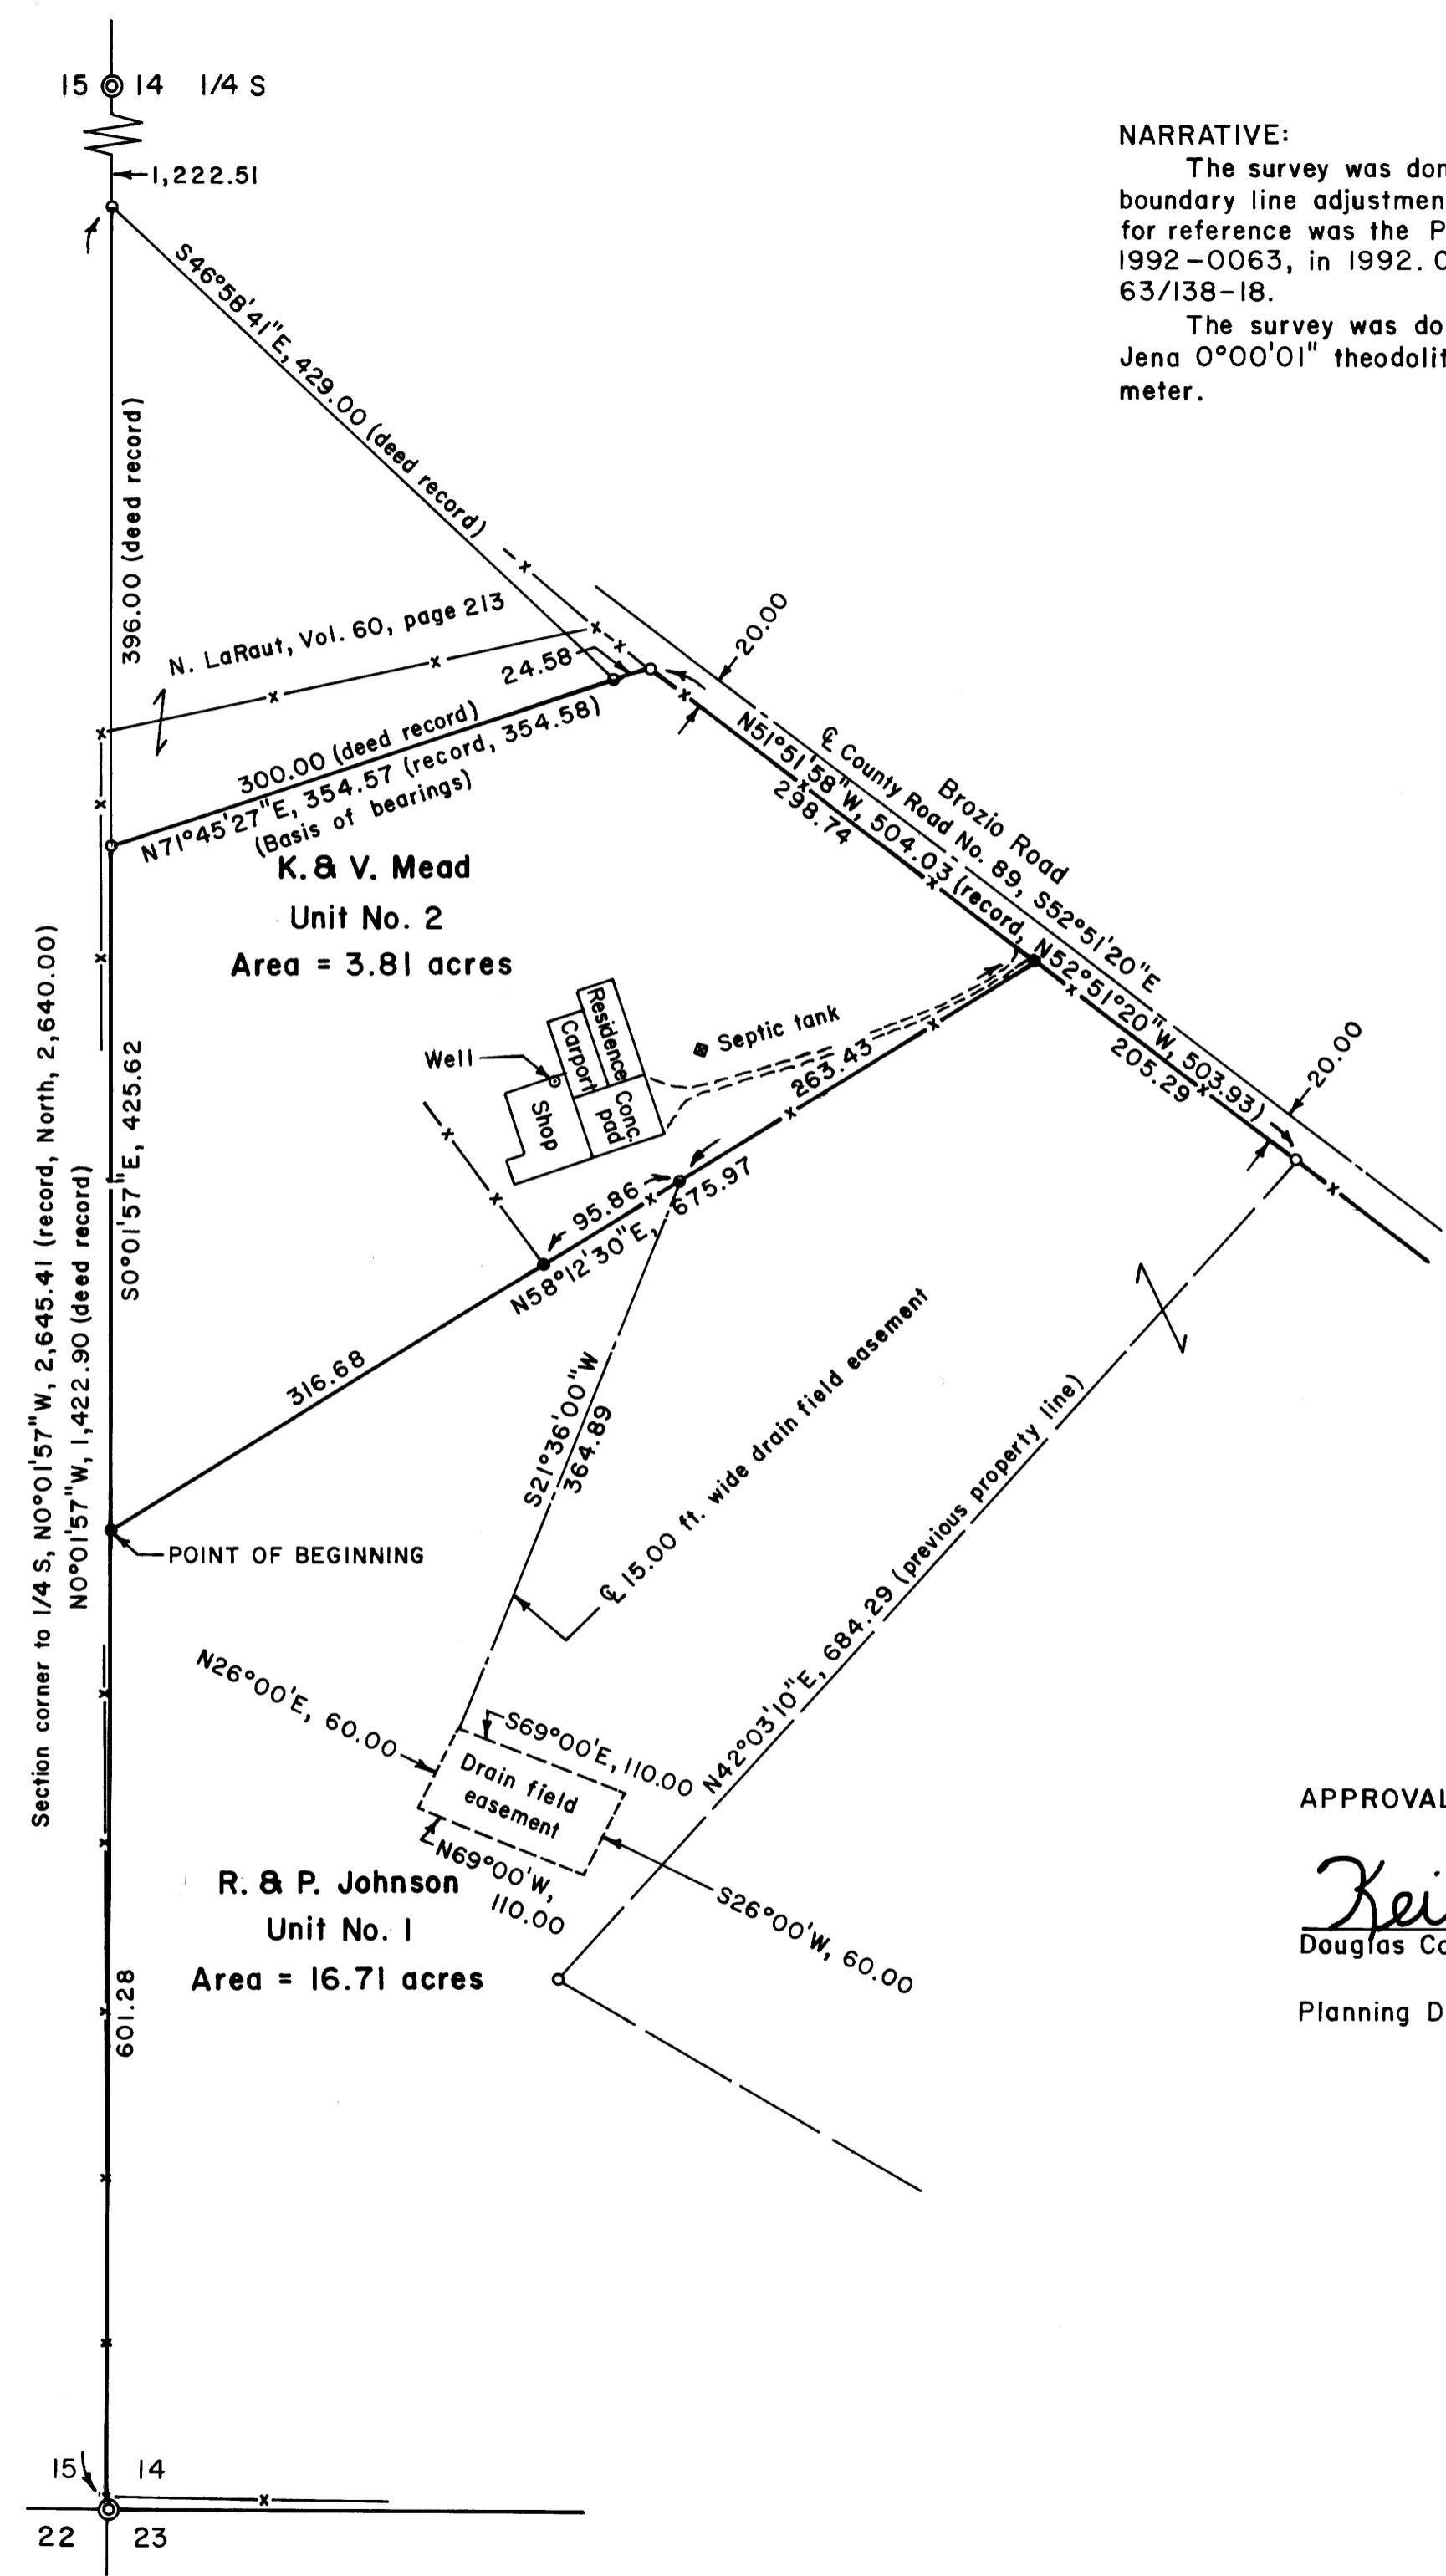 15 14 1/4 S
1,222.51
NARRATIVE:
The survey was don
boundary line adjustmen
for reference was the P
1992-0063, in 1992. C
63/138-18.
The survey was do
Jena 0°00'01" theodolit
meter.
S46°58'41"E, 429.00 (deed record)
396.00 (deed record)
N. LaRaut, Vol. 60, page 213
24.58
20.00
300.00 (deed record)
N71°45'27"E, 354.57 (record, 354.58)
(Basis of bearings)
Brozio Road
℄ County Road No. 89, S52°51'20"E
N51°51'58"W, 504.03 (record, N52°51'20"W, 503.93)
298.74
205.29
20.00
K. & V. Mead
Unit No. 2
Area = 3.81 acres
Residence
Carport
Conc.
pad
Shop
Well
Septic tank
263.43
95.86
N58°12'30"E, 675.97
316.68
Section corner to 1/4 S, N0°01'57"W, 2,645.41 (record, North, 2,640.00)
N0°01'57"W, 1,422.90 (deed record)
S0°01'57"E, 425.62
POINT OF BEGINNING
S21°36'00"W
364.89
℄ 15.00 ft. wide drain field easement
N42°03'10"E, 684.29 (previous property line)
N26°00'E, 60.00
S69°00'E, 110.00
Drain field
easement
N69°00'W,
110.00
S26°00'W, 60.00
R. & P. Johnson
Unit No. 1
Area = 16.71 acres
APPROVAL
Kei
Douglas Co
Planning D
601.28
15 14
22 23